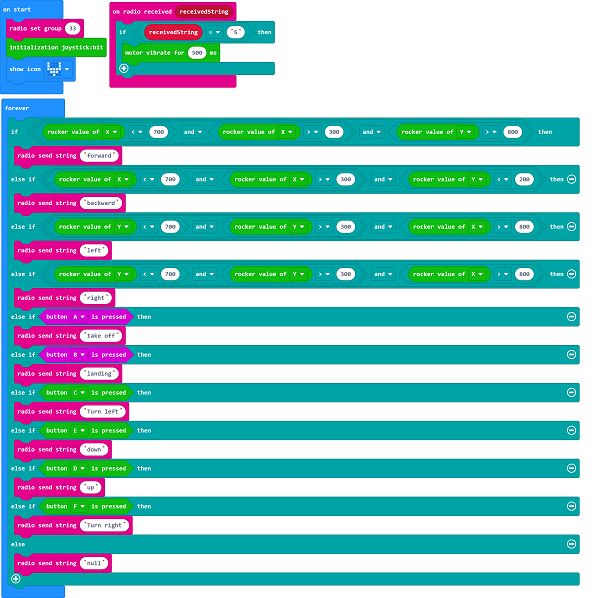 on start
radio set group 33
initialization joystick:bit
show icon
on radio received receivedString
if receivedString = "S" then
motor vibrate for 500 ms
forever
if rocker value of X < 700 and rocker value of X > 300 and rocker value of Y > 800 then
radio send string "forward"
else if rocker value of X < 700 and rocker value of X > 300 and rocker value of Y < 200 then
radio send string "backward"
else if rocker value of Y < 700 and rocker value of Y > 300 and rocker value of X > 800 then
radio send string "left"
else if rocker value of Y < 700 and rocker value of Y > 300 and rocker value of X > 800 then
radio send string "right"
else if button A is pressed then
radio send string "take off"
else if button B is pressed then
radio send string "landing"
else if button C is pressed then
radio send string "Turn left"
else if button E is pressed then
radio send string "down"
else if button D is pressed then
radio send string "up"
else if button F is pressed then
radio send string "Turn right"
else
radio send string "null"